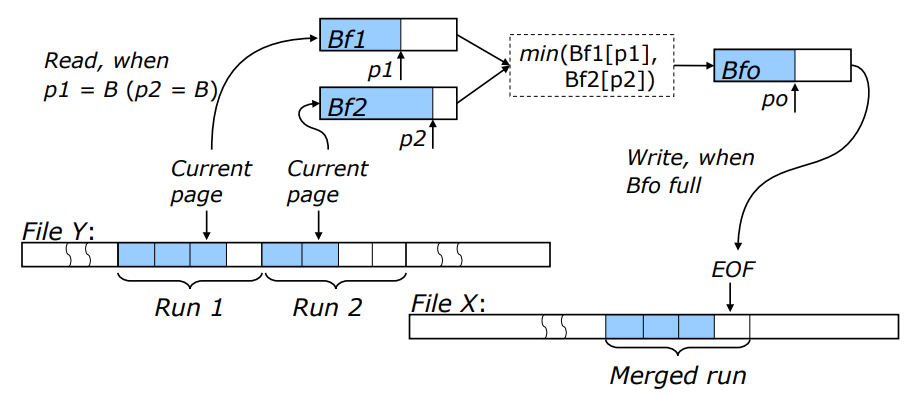 Bf1
Read, when
p1 = B (p2 = B)
p1
min(Bf1[p1],
Bf2[p2])
Bfo
po
Bf2
p2
Current
page
Current
page
Write, when
Bfo full
File Y:
Run 1
Run 2
EOF
File X:
Merged run